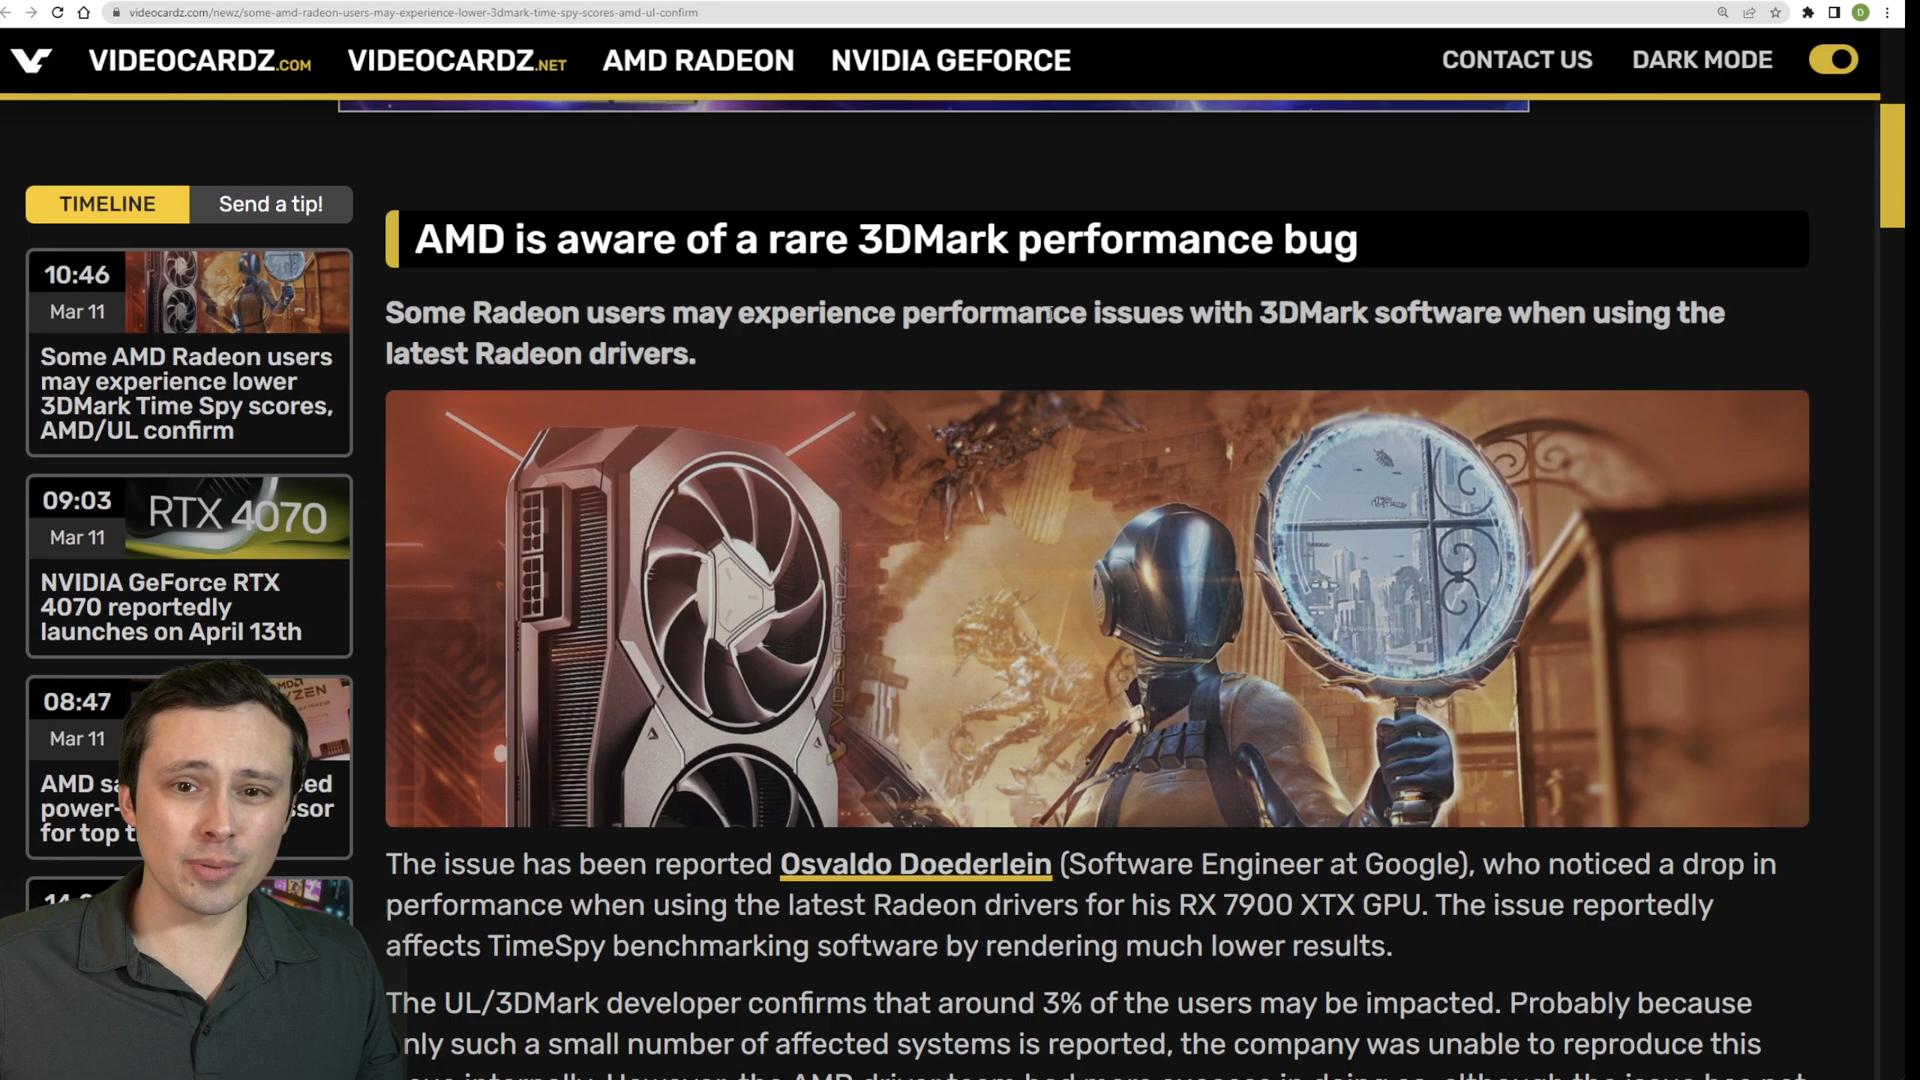 videocardz.com/newz/some-amd-radeon-users-may-experience-lower-3dmark-time-spy-scores-amd-ul-confirm
D
VIDEOCARDZ.COM VIDEOCARDZ.NET AMD RADEON NVIDIA GEFORCE CONTACT US DARK MODE
TIMELINE Send a tip!
10:46
Mar 11
Some AMD Radeon users
may experience lower
3DMark Time Spy scores,
AMD/UL confirm
09:03
Mar 11
RTX 4070
NVIDIA GeForce RTX
4070 reportedly
launches on April 13th
08:47
Mar 11
AMD
power-
for top
AMD is aware of a rare 3DMark performance bug
Some Radeon users may experience performance issues with 3DMark software when using the
latest Radeon drivers.
VIDEOCARDZ
The issue has been reported Osvaldo Doederlein (Software Engineer at Google), who noticed a drop in
performance when using the latest Radeon drivers for his RX 7900 XTX GPU. The issue reportedly
affects TimeSpy benchmarking software by rendering much lower results.
The UL/3DMark developer confirms that around 3% of the users may be impacted. Probably because
only such a small number of affected systems is reported, the company was unable to reproduce this